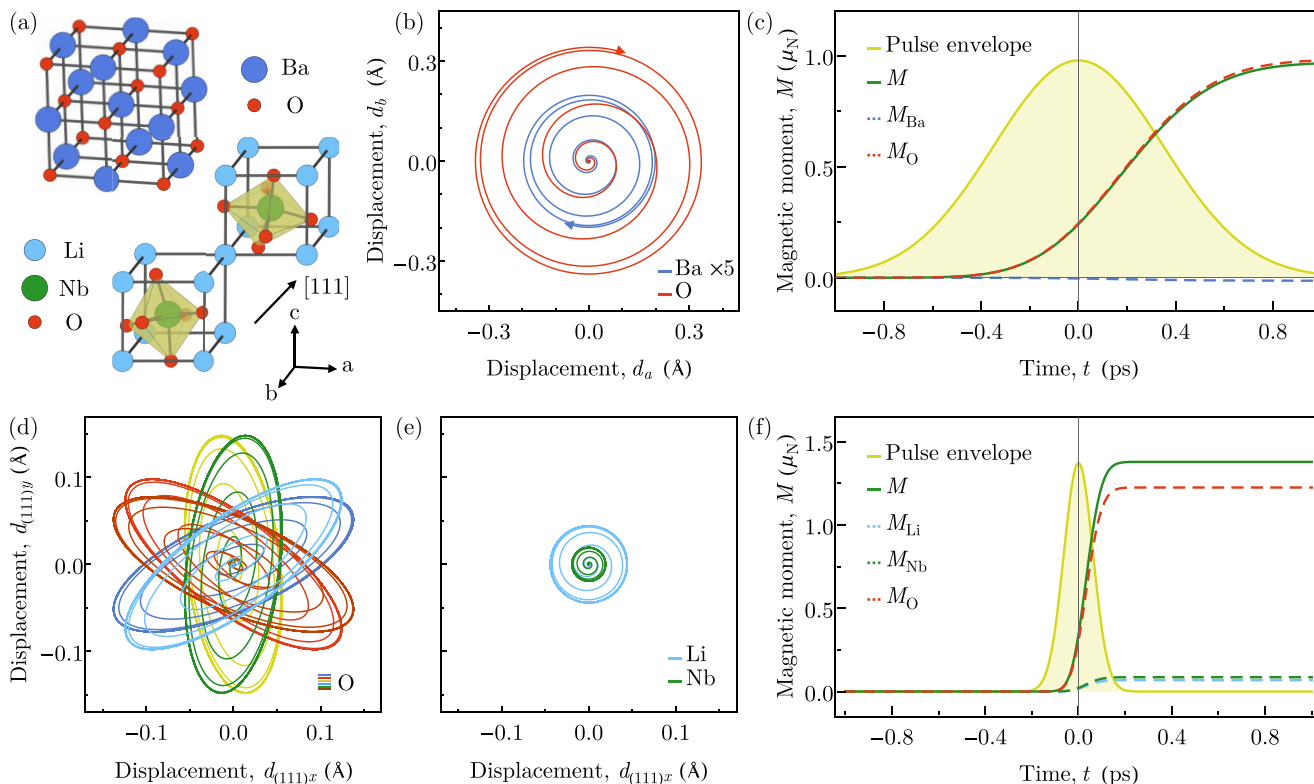 (a)
Ba
O
Li
Nb
O
[111]
c
a
b
(b)
Displacement, d_b (Å)
0.3
0.0
−0.3
Ba ×5
O
−0.3 0.0 0.3
Displacement, d_a (Å)
(c)
Magnetic moment, M (μ_N)
1.0
0.5
0.0
Pulse envelope
M
M_Ba
M_O
−0.8 −0.4 0.0 0.4 0.8
Time, t (ps)
(d)
Displacement, d_(111)y (Å)
0.1
0.0
−0.1
O
−0.1 0.0 0.1
Displacement, d_(111)x (Å)
(e)
Li
Nb
−0.1 0.0 0.1
Displacement, d_(111)x (Å)
(f)
Magnetic moment, M (μ_N)
1.5
1.0
0.5
0.0
Pulse envelope
M
M_Li
M_Nb
M_O
−0.8 −0.4 0.0 0.4 0.8
Time, t (ps)